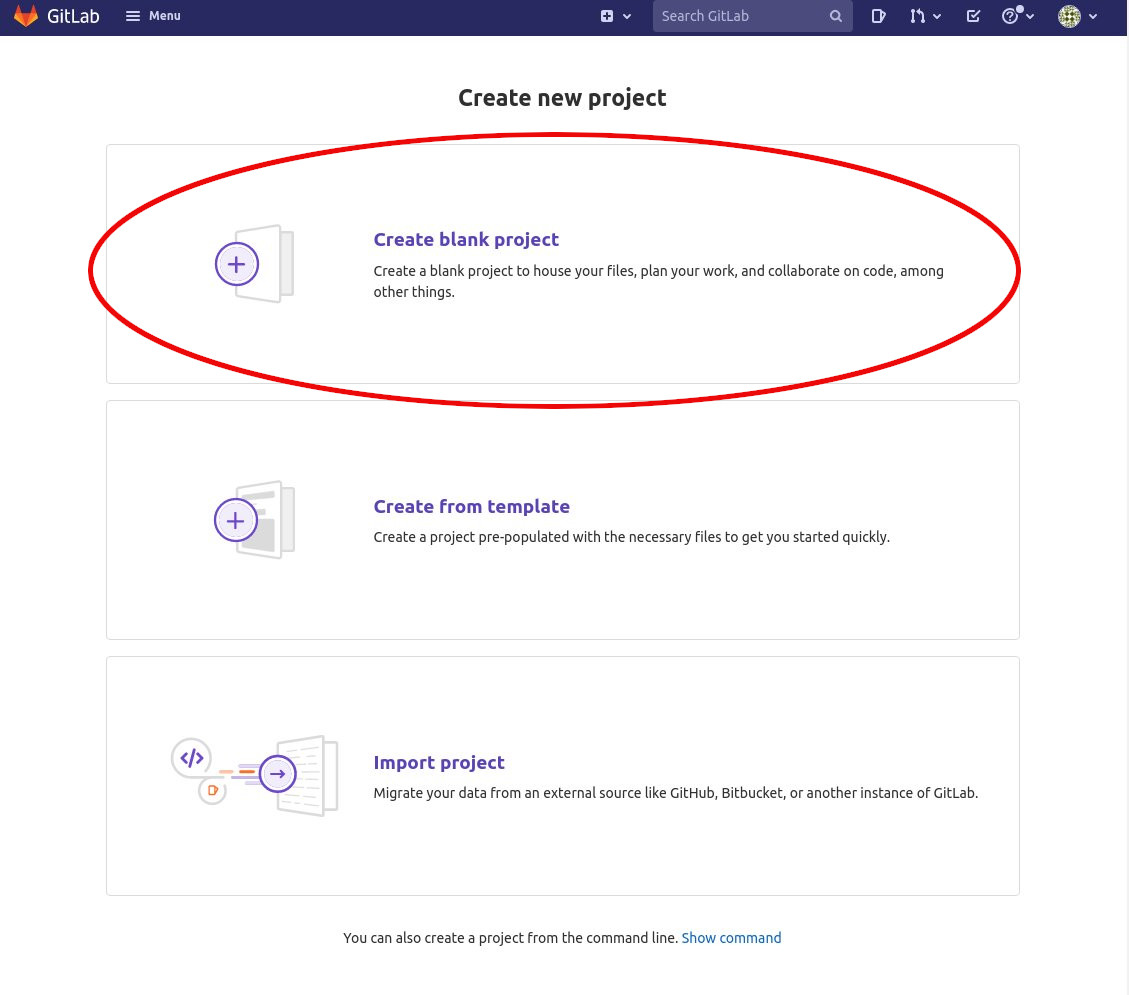 GitLab Menu Search GitLab
Create new project
Create blank project
Create a blank project to house your files, plan your work, and collaborate on code, among
other things.
Create from template
Create a project pre-populated with the necessary files to get you started quickly.
Import project
Migrate your data from an external source like GitHub, Bitbucket, or another instance of GitLab.
You can also create a project from the command line. Show command